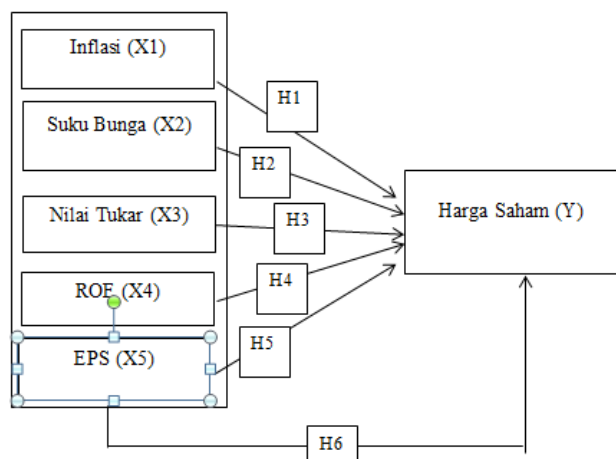 Inflasi (X1)
H1
Suku Bunga (X2)
H2
Harga Saham (Y)
Nilai Tukar (X3)
H3
ROE (X4)
H4
EPS (X5)
H5
H6